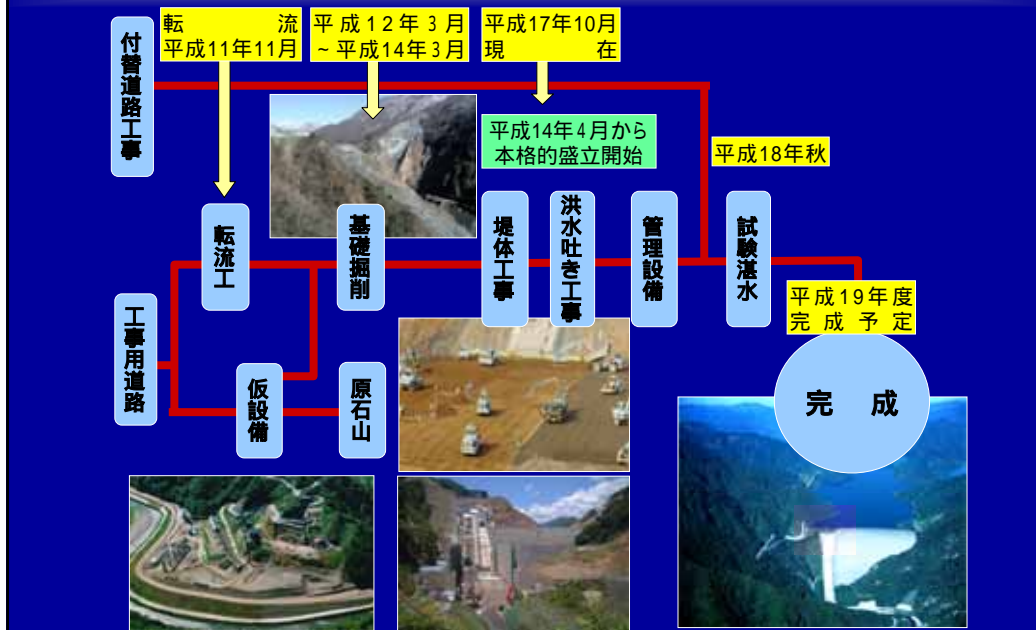 付替道路工事
転流
平成11年11月
平成12年3月
~平成14年3月
平成17年10月
現在
平成14年4月から
本格的盛立開始
平成18年秋
転流工
基礎掘削
堤体工事
洪水吐き工事
管理設備
試験湛水
平成19年度
完成予定
工事用道路
仮設備
原石山
完成